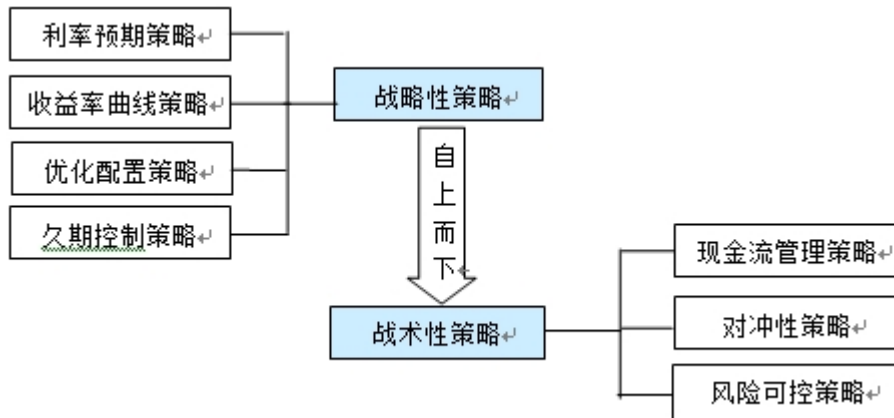 利率预期策略
收益率曲线策略
优化配置策略
久期控制策略
战略性策略
自上而下
战术性策略
现金流管理策略
对冲性策略
风险可控策略